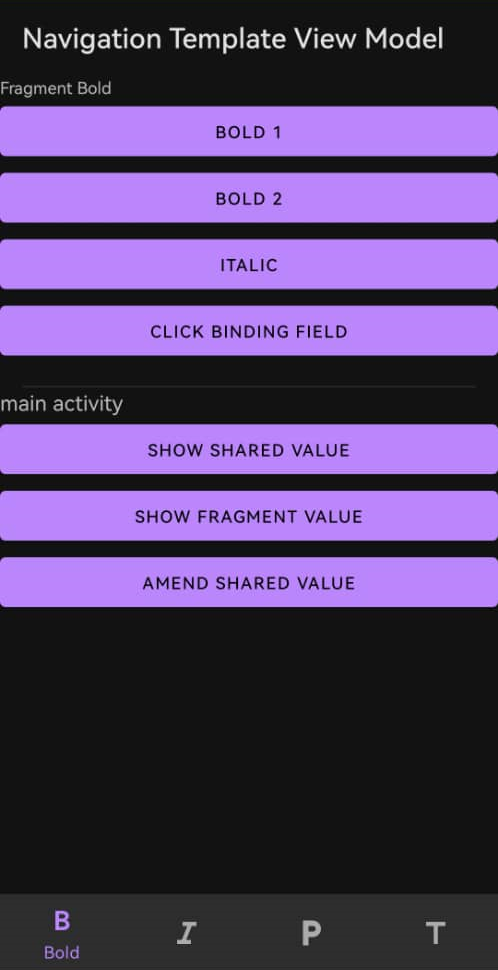 Navigation Template View Model
Fragment Bold
BOLD 1
BOLD 2
ITALIC
CLICK BINDING FIELD
main activity
SHOW SHARED VALUE
SHOW FRAGMENT VALUE
AMEND SHARED VALUE
B I P T
Bold